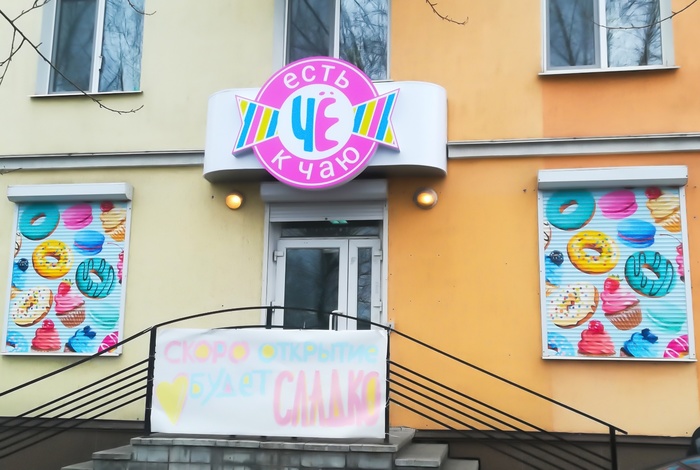 есть
ЧЁ
к чаю
СКОРО ОТКРЫТИЕ
БУДЕТ СЛАДКО